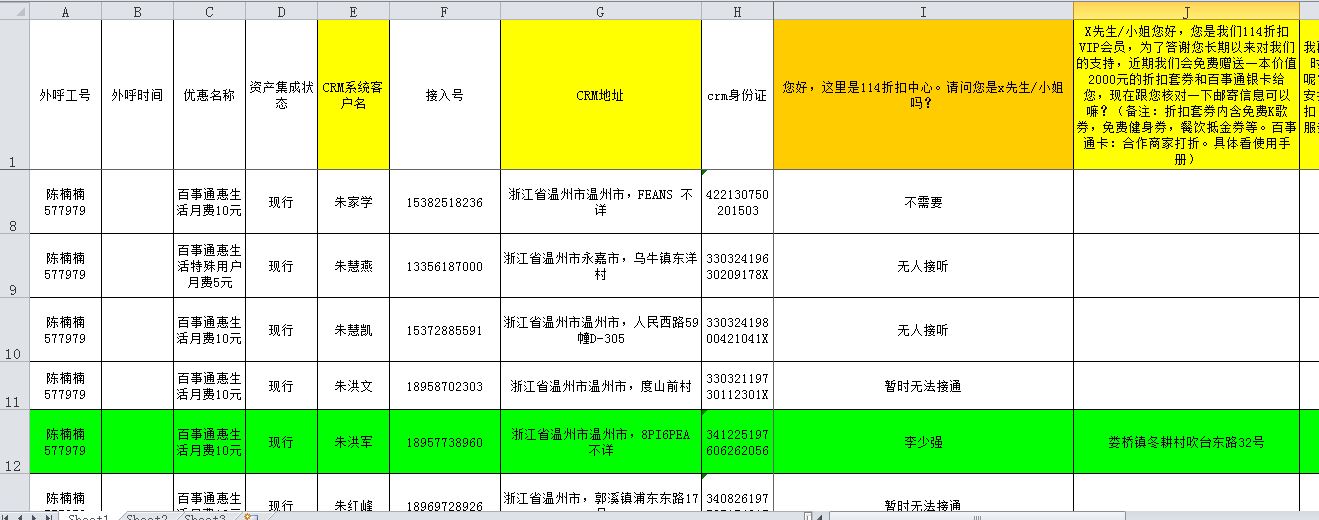 A B C D E F G H I J
1
外呼工号
外呼时间
优惠名称
资产集成状
态
CRM系统客
户名
接入号
CRM地址
crm身份证
您好，这里是114折扣中心。请问您是x先生/小姐
吗？
X先生/小姐您好，您是我们114折扣
VIP会员，为了答谢您长期以来对我们
的支持，近期我们会免费赠送一本价值
2000元的折扣套券和百事通银卡给
您，现在跟您核对一下邮寄信息可以
嘛？（备注：折扣套券内含免费K歌
券，免费健身券，餐饮抵金券等。百事
通卡：合作商家打折。具体看使用手
册）
8
陈楠楠
577979
百事通惠生
活月费10元
现行
朱家学
15382518236
浙江省温州市温州市，FEANS 不
详
422130750
201503
不需要
9
陈楠楠
577979
百事通惠生
活特殊用户
月费5元
现行
朱慧燕
13356187000
浙江省温州市永嘉市，乌牛镇东洋
村
330324196
30209178X
无人接听
10
陈楠楠
577979
百事通惠生
活月费10元
现行
朱慧凯
15372885591
浙江省温州市温州市，人民西路59
幢D-305
330324198
00421041X
无人接听
11
陈楠楠
577979
百事通惠生
活月费10元
现行
朱洪文
18958702303
浙江省温州市温州市，度山前村
330321197
30112301X
暂时无法接通
12
陈楠楠
577979
百事通惠生
活月费10元
现行
朱洪军
18957738960
浙江省温州市温州市，8PI6PEA
不详
341225197
606262056
李少强
娄桥镇冬耕村吹台东路32号
陈楠楠
577979
百事通惠生
活月费10元
现行
朱红峰
18969728926
浙江省温州市，郭溪镇浦东东路17
340826197
暂时无法接通
Sheet1 Sheet2 Sheet3